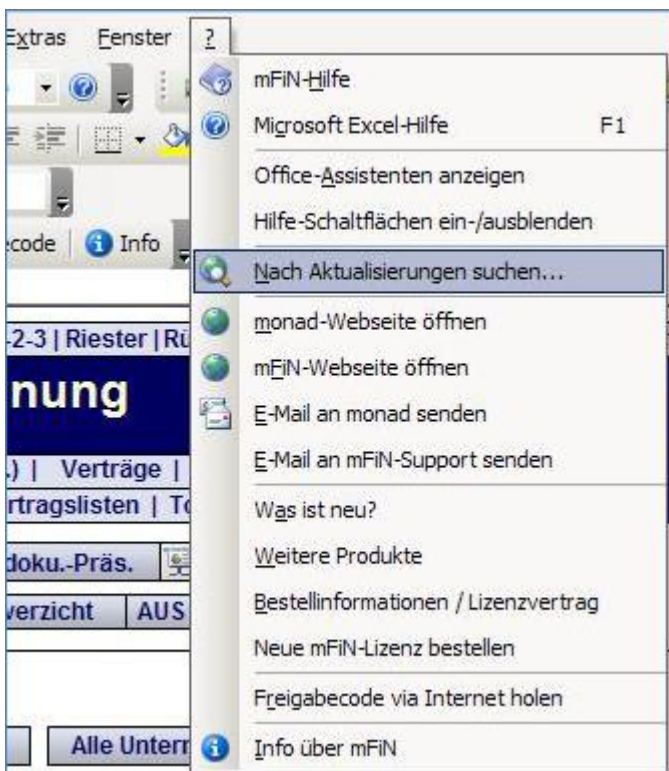 Extras Fenster ?
mFiN-Hilfe
Microsoft Excel-Hilfe F1
Office-Assistenten anzeigen
Hilfe-Schaltflächen ein-/ausblenden
Info
Nach Aktualisierungen suchen...
monad-Webseite öffnen
-2-3 | Riester |
mFiN-Webseite öffnen
nung
E-Mail an monad senden
.) | Verträge |
E-Mail an mFiN-Support senden
rtragslisten |
Was ist neu?
doku.-Präs.
Weitere Produkte
verzicht AUS
Bestellinformationen / Lizenzvertrag
Neue mFiN-Lizenz bestellen
Freigabecode via Internet holen
Alle Untern
Info über mFiN